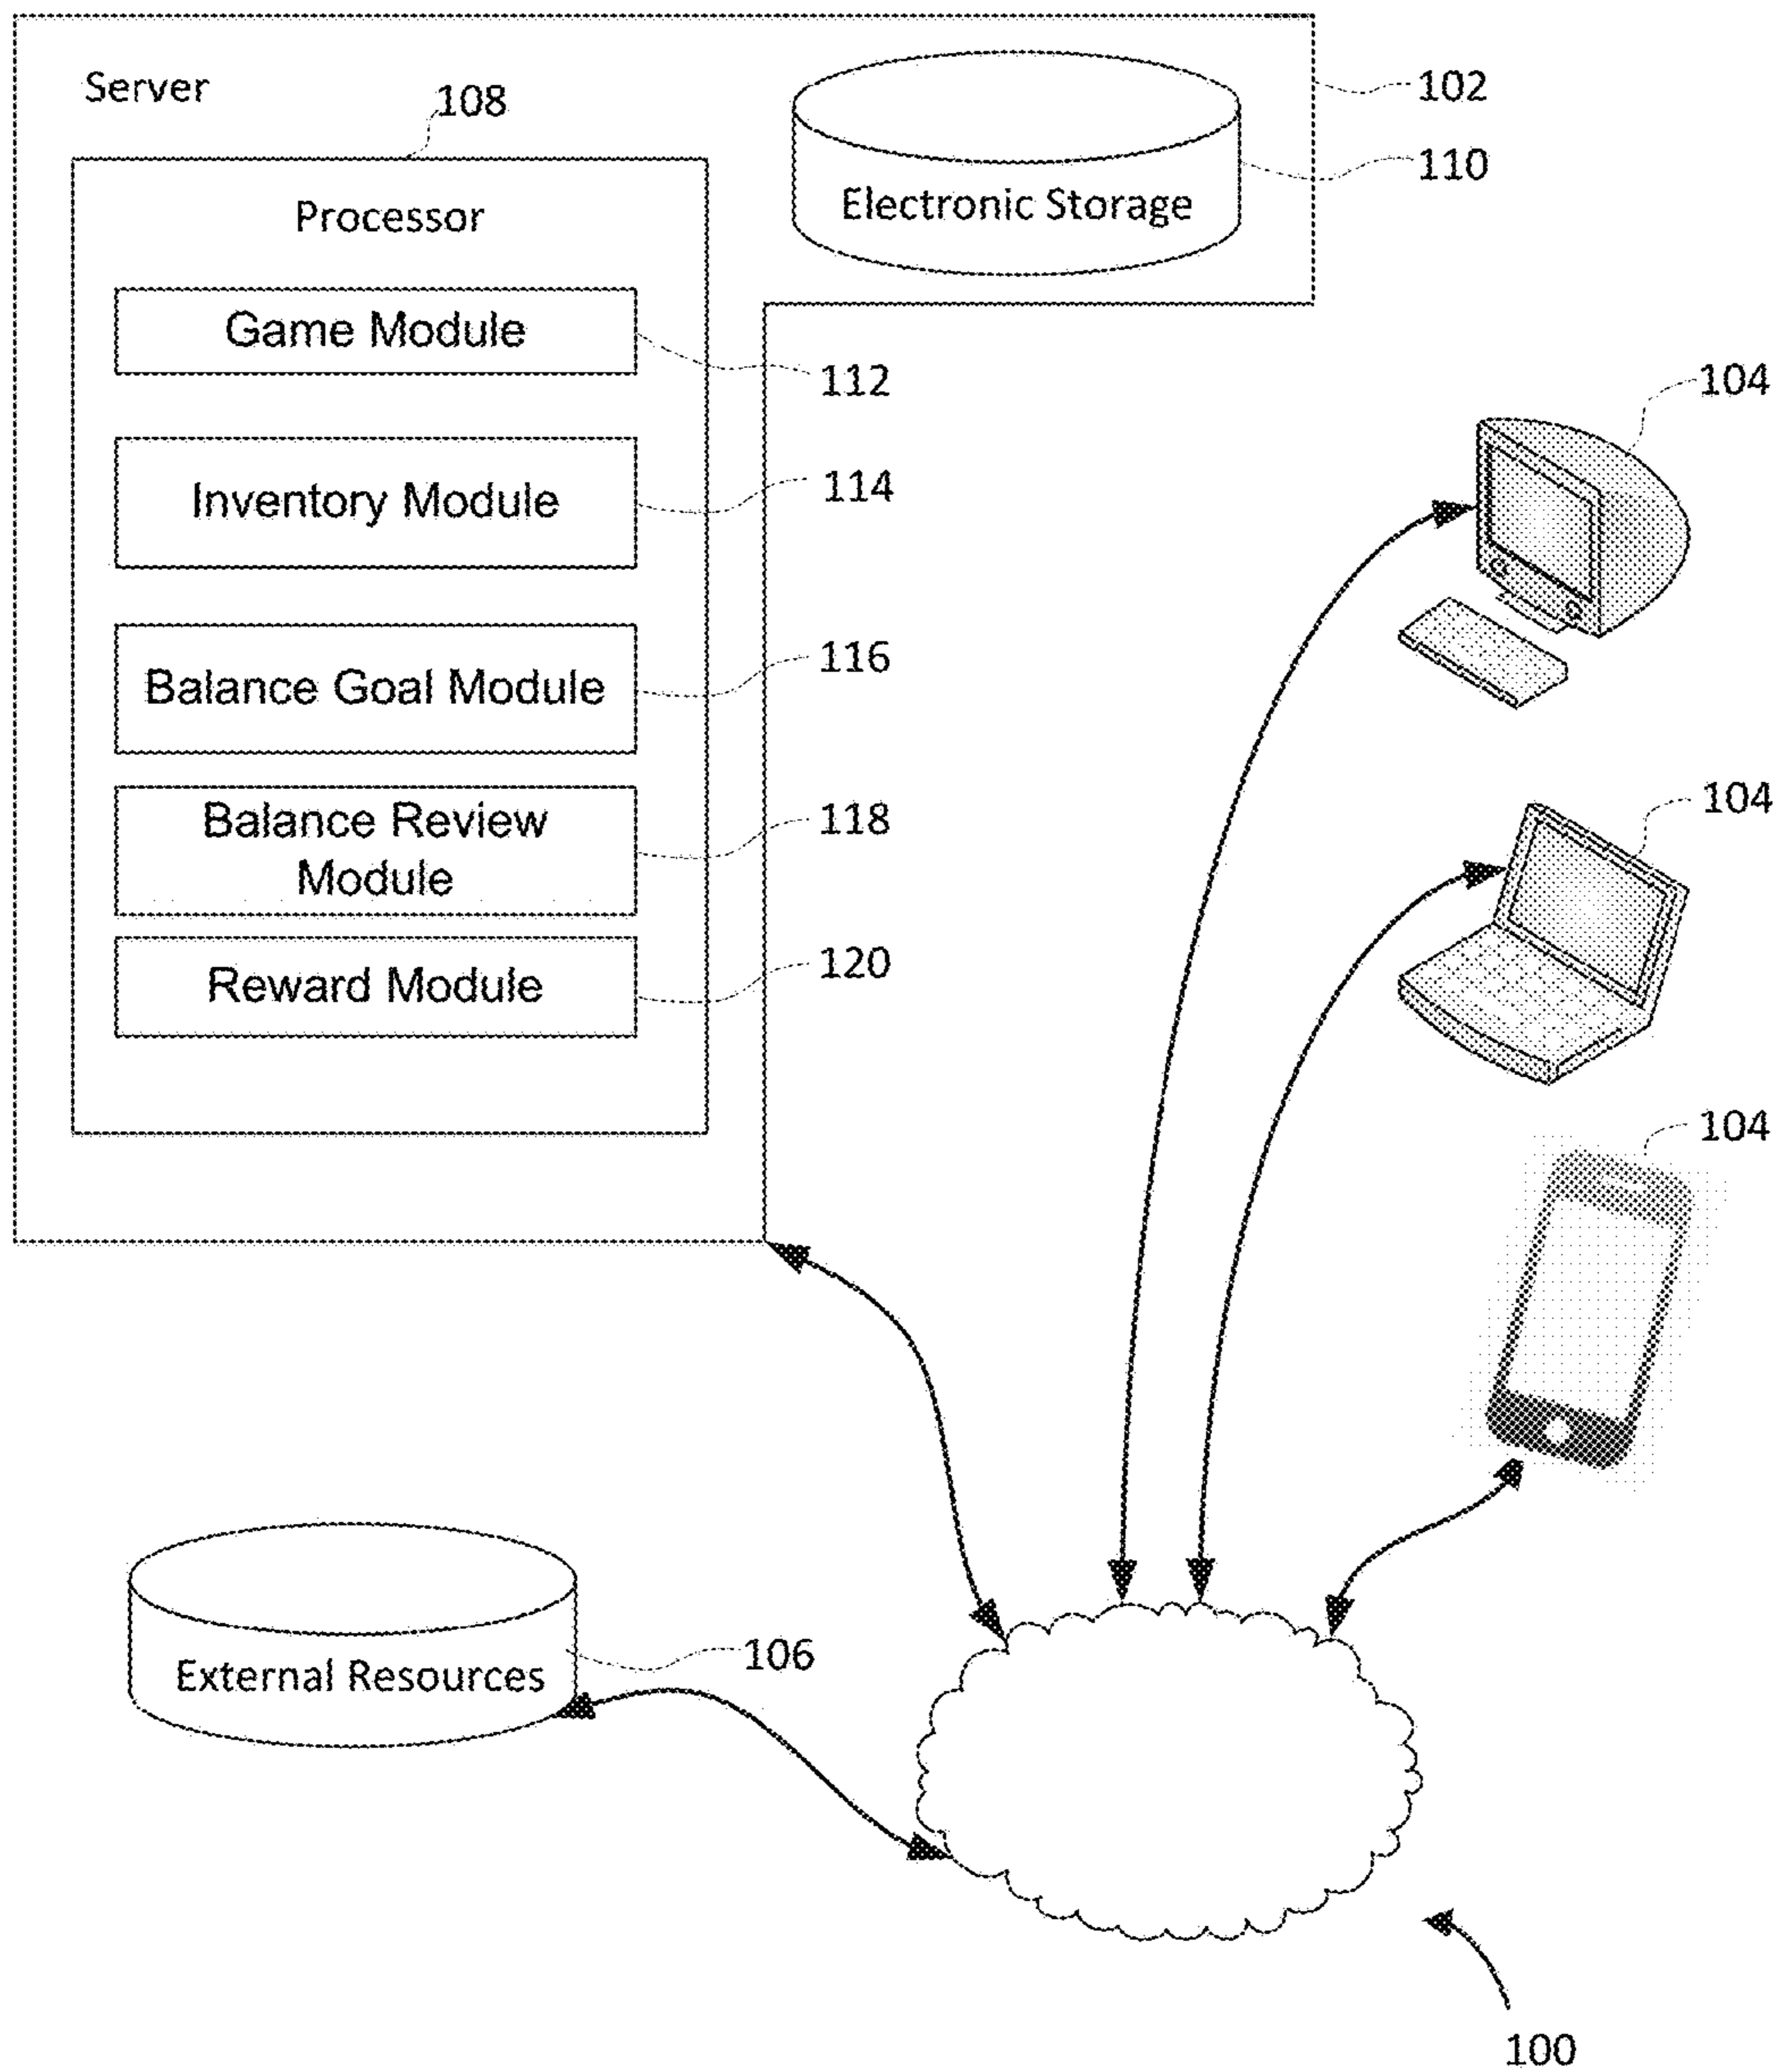 Server
108
102
110
Electronic Storage
Processor
Game Module
112
Inventory Module
114
Balance Goal Module
116
Balance Review
Module
118
Reward Module
120
104
104
104
External Resources
106
100